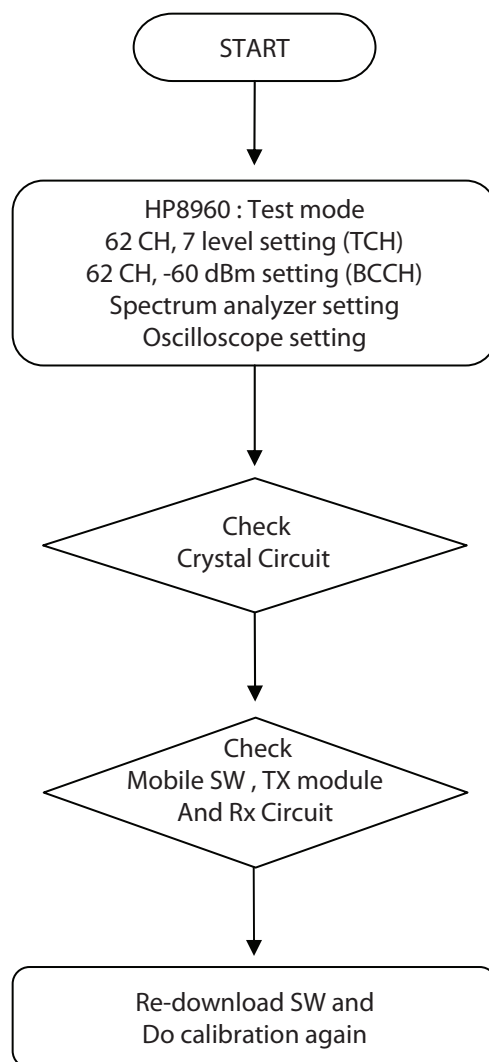 START
HP8960 : Test mode
62 CH, 7 level setting (TCH)
62 CH, -60 dBm setting (BCCH)
Spectrum analyzer setting
Oscilloscope setting
Check
Crystal Circuit
Check
Mobile SW , TX module
And Rx Circuit
Re-download SW and
Do calibration again